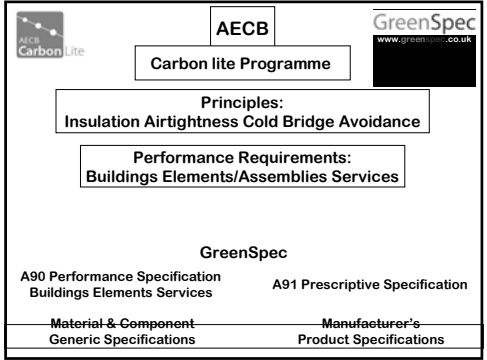 AECB
Carbon Lite
AECB
Carbon lite Programme
GreenSpec
www.greenspec.co.uk
Principles:
Insulation Airtightness Cold Bridge Avoidance
Performance Requirements:
Buildings Elements/Assemblies Services
GreenSpec
A90 Performance Specification
Buildings Elements Services
A91 Prescriptive Specification
Material & Component
Generic Specifications
Manufacturer's
Product Specifications